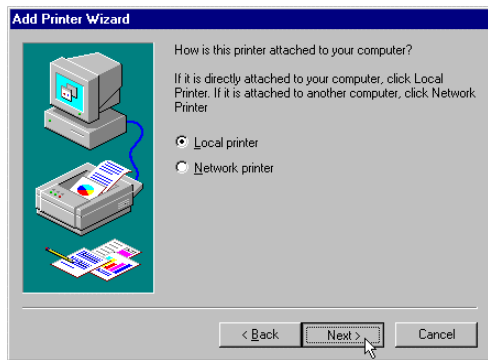 Add Printer Wizard
How is this printer attached to your computer?
If it is directly attached to your computer, click Local
Printer. If it is attached to another computer, click Network
Printer
Local printer
Network printer
< Back
Next >
Cancel